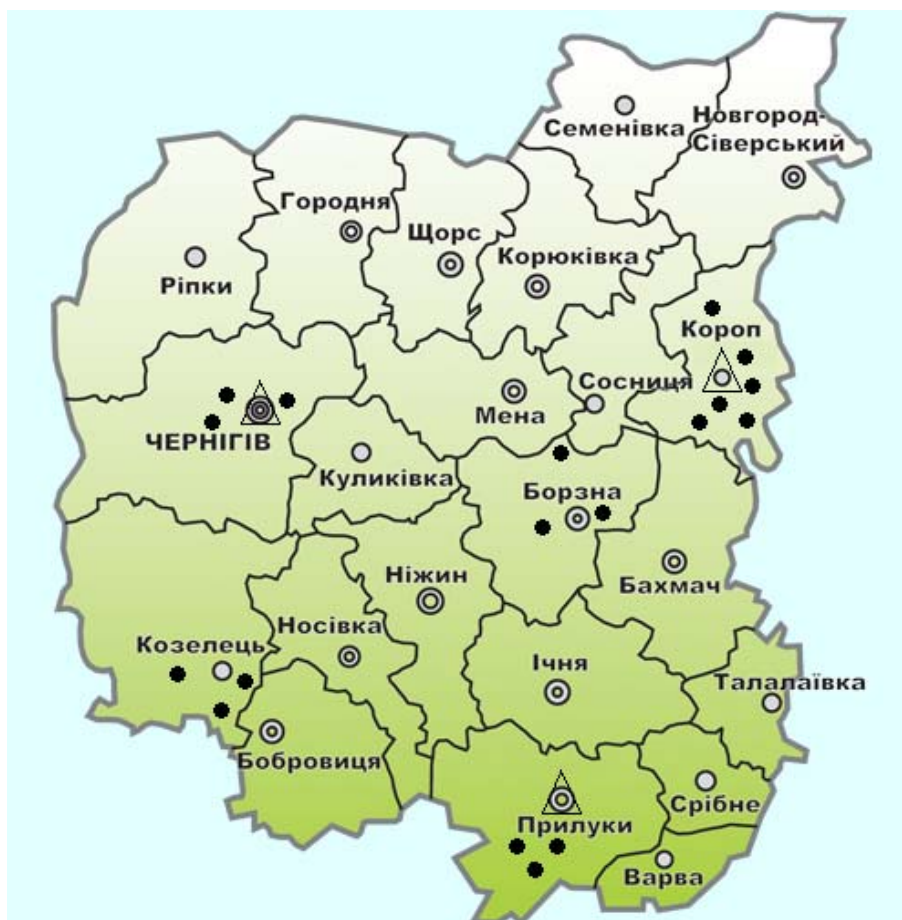 Семенівка
Новгород-
Сіверський
Городня
Щорс
Корюківка
Ріпки
Короп
Сосниця
Мена
ЧЕРНІГІВ
Куликівка
Борзна
Ніжин
Бахмач
Носівка
Козелець
Ічня
Талалаївка
Бобровиця
Срібне
Прилуки
Варва